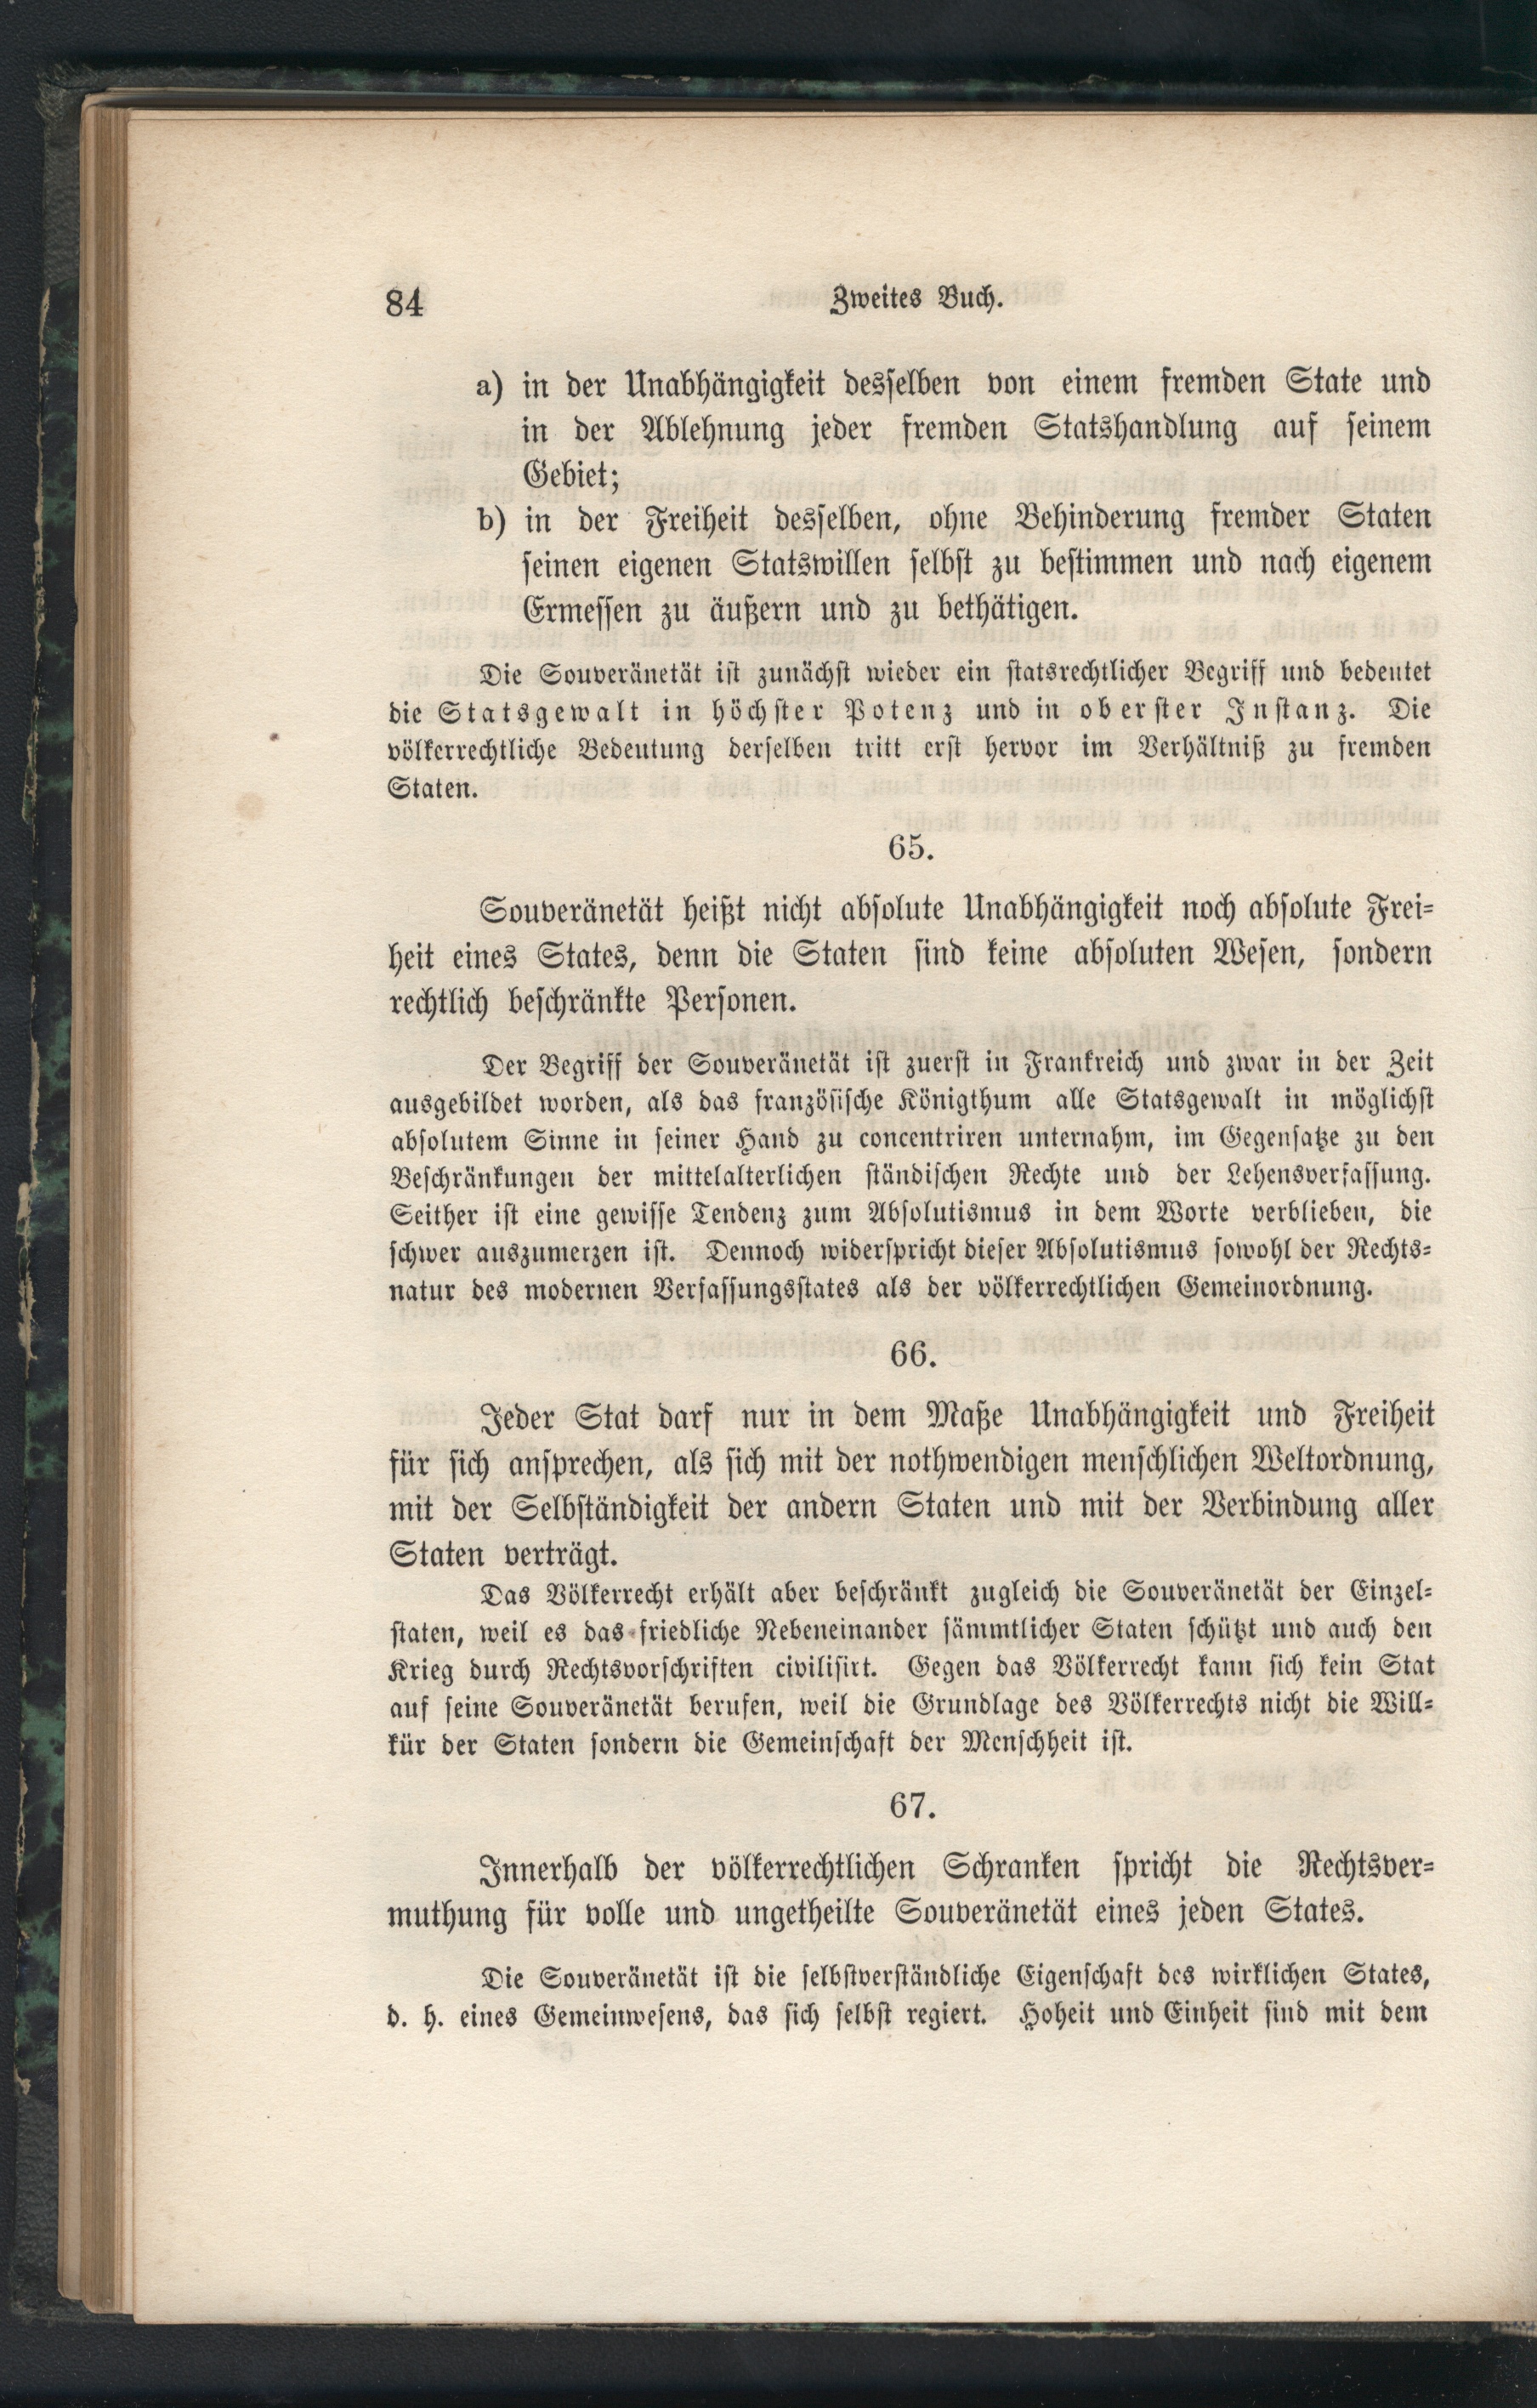 84
Zweites Buch.
a) in der Unabhängigkeit desselben von einem fremden State und
in der Ablehnung jeder fremden Statshandlung auf seinem
Gebiet;
b) in der Freiheit desselben, ohne Behinderung fremder Staten
seinen eigenen Statswillen selbst zu bestimmen und nach eigenem
Ermessen zu äußern und zu bethätigen.
Die Souveränetät ist zunächst wieder ein statsrechtlicher Begriff und bedeutet
die Statsgewalt in höchster Potenz und in oberster Instanz. Die
völkerrechtliche Bedeutung derselben tritt erst hervor im Verhältniß zu fremden
Staten.
65.
Souveränetät heißt nicht absolute Unabhängigkeit noch absolute Frei-
heit eines States, denn die Staten sind keine absoluten Wesen, sondern
rechtlich beschränkte Personen.
Der Begriff der Souveränetät ist zuerst in Frankreich und zwar in der Zeit
ausgebildet worden, als das französische Königthum alle Statsgewalt in möglichst
absolutem Sinne in seiner Hand zu concentriren unternahm, im Gegensatze zu den
Beschränkungen der mittelalterlichen ständischen Rechte und der Lehensverfassung.
Seither ist eine gewisse Tendenz zum Absolutismus in dem Worte verblieben, die
schwer auszumerzen ist. Dennoch widerspricht dieser Absolutismus sowohl der Rechts-
natur des modernen Verfassungsstates als der völkerrechtlichen Gemeinordnung.
66.
Jeder Stat darf nur in dem Maße Unabhängigkeit und Freiheit
für sich ansprechen, als sich mit der nothwendigen menschlichen Weltordnung,
mit der Selbständigkeit der andern Staten und mit der Verbindung aller
Staten verträgt.
Das Völkerrecht erhält aber beschränkt zugleich die Souveränetät der Einzel-
staten, weil es das friedliche Nebeneinander sämmtlicher Staten schützt und auch den
Krieg durch Rechtsvorschriften civilisirt. Gegen das Völkerrecht kann sich kein Stat
auf seine Souveränetät berufen, weil die Grundlage des Völkerrechts nicht die Will-
kür der Staten sondern die Gemeinschaft der Menschheit ist.
67.
Innerhalb der völkerrechtlichen Schranken spricht die Rechtsver-
muthung für volle und ungetheilte Souveränetät eines jeden States.
Die Souveränetät ist die selbstverständliche Eigenschaft des wirklichen States,
d. h. eines Gemeinwesens, das sich selbst regiert. Hoheit und Einheit sind mit dem